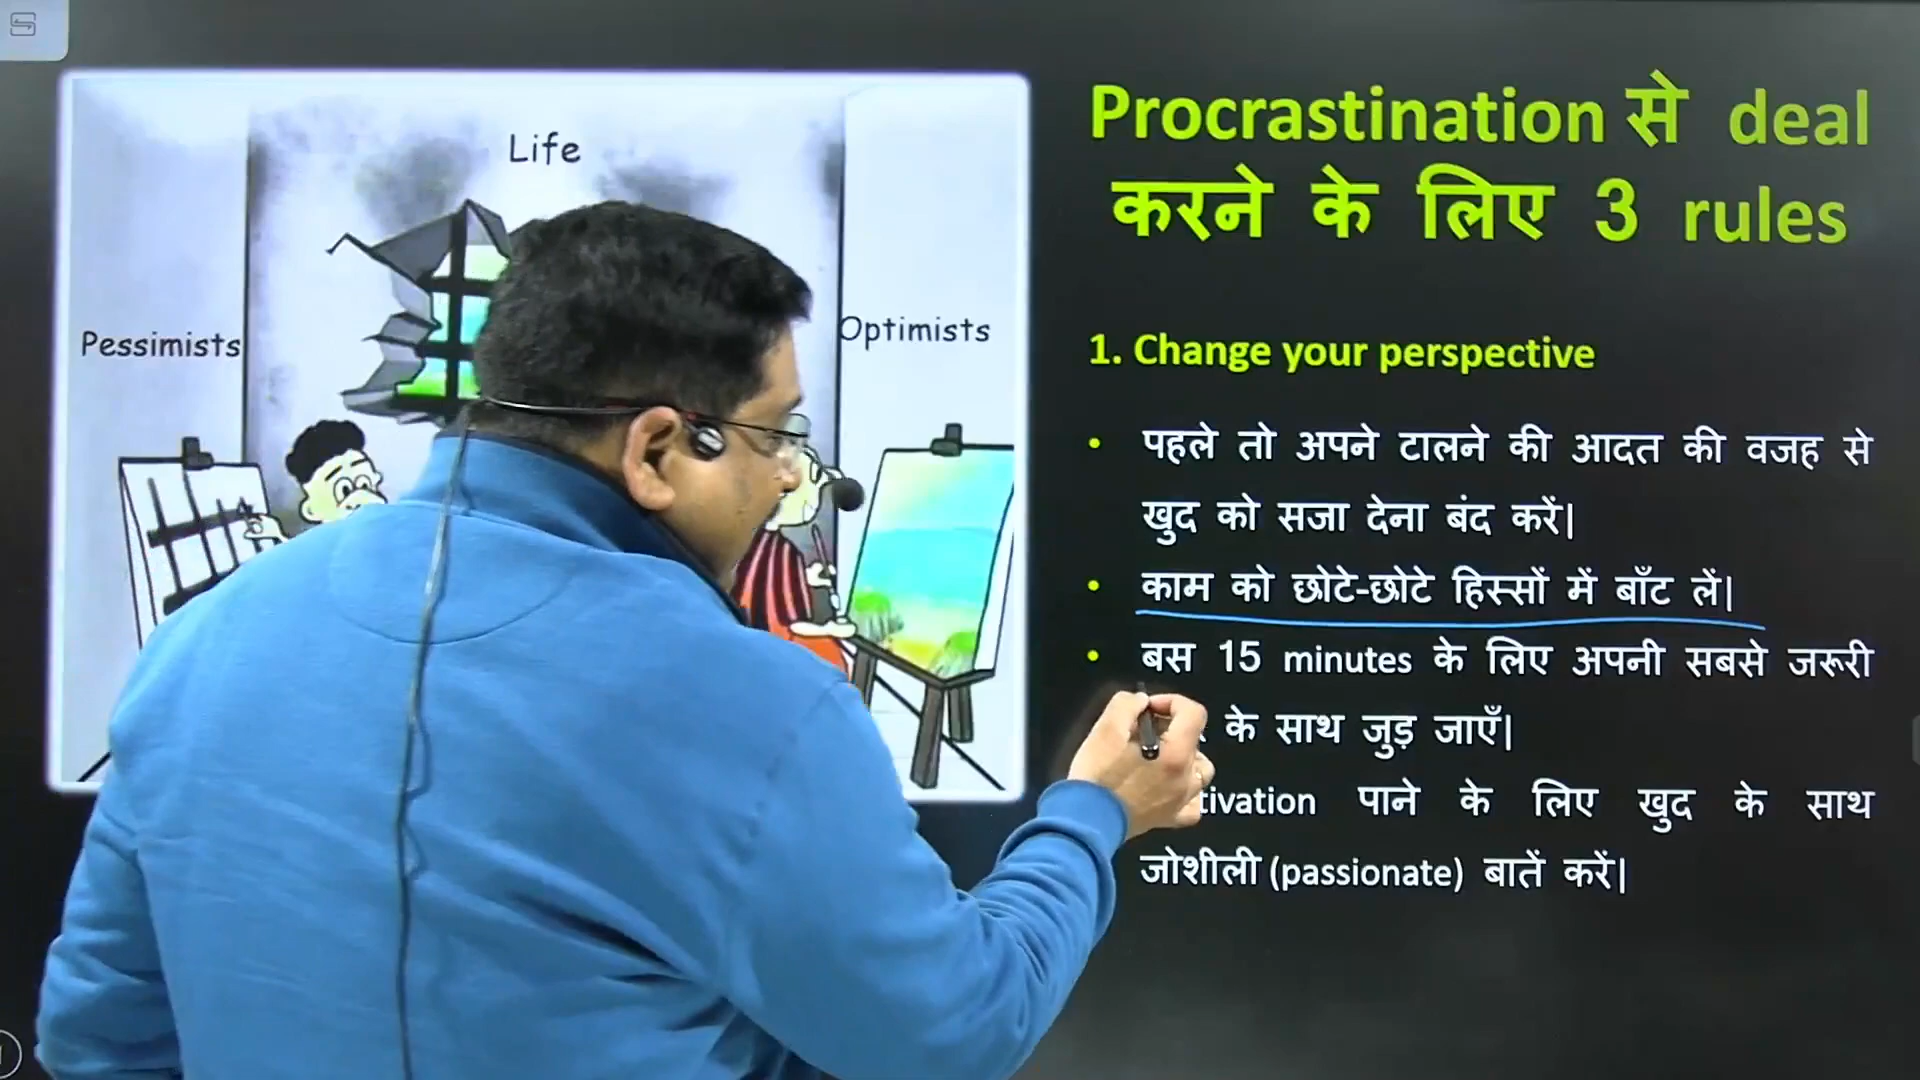 Life
Pessimists
Optimists
Procrastination से deal
करने के लिए 3 rules
1. Change your perspective
• पहले तो अपने टालने की आदत की वजह से
खुद को सजा देना बंद करें|
• काम को छोटे-छोटे हिस्सों में बाँट लें|
• बस 15 minutes के लिए अपनी सबसे जरूरी
के साथ जुड़ जाएँ|
पाने के लिए खुद के साथ
जोशीली (passionate) बातें करें|